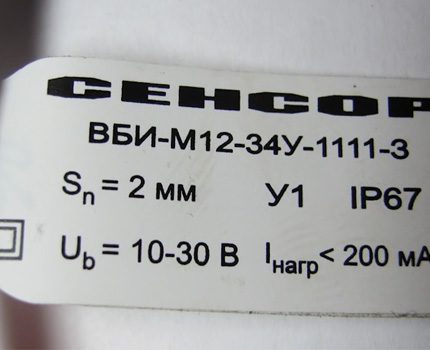 СЕНСОР
ВБИ-М12-34У-1111-З
Sn = 2 мм У1 IP67
Ub = 10-30 В Iнагр< 200 мА